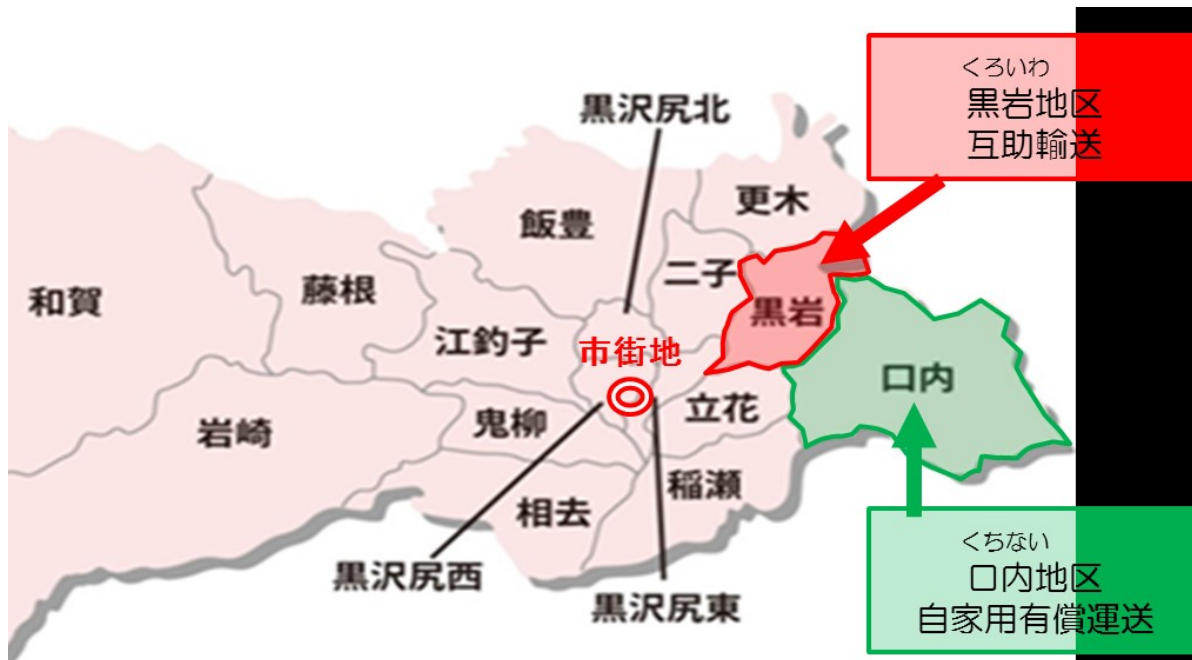 くろいわ
黒岩地区
互助輸送
黒沢尻北
更木
飯豊
二子
藤根
和賀
黒岩
江釣子
市街地
口内
立花
鬼柳
岩崎
稲瀬
相去
黒沢尻西
黒沢尻東
くちない
口内地区
自家用有償運送